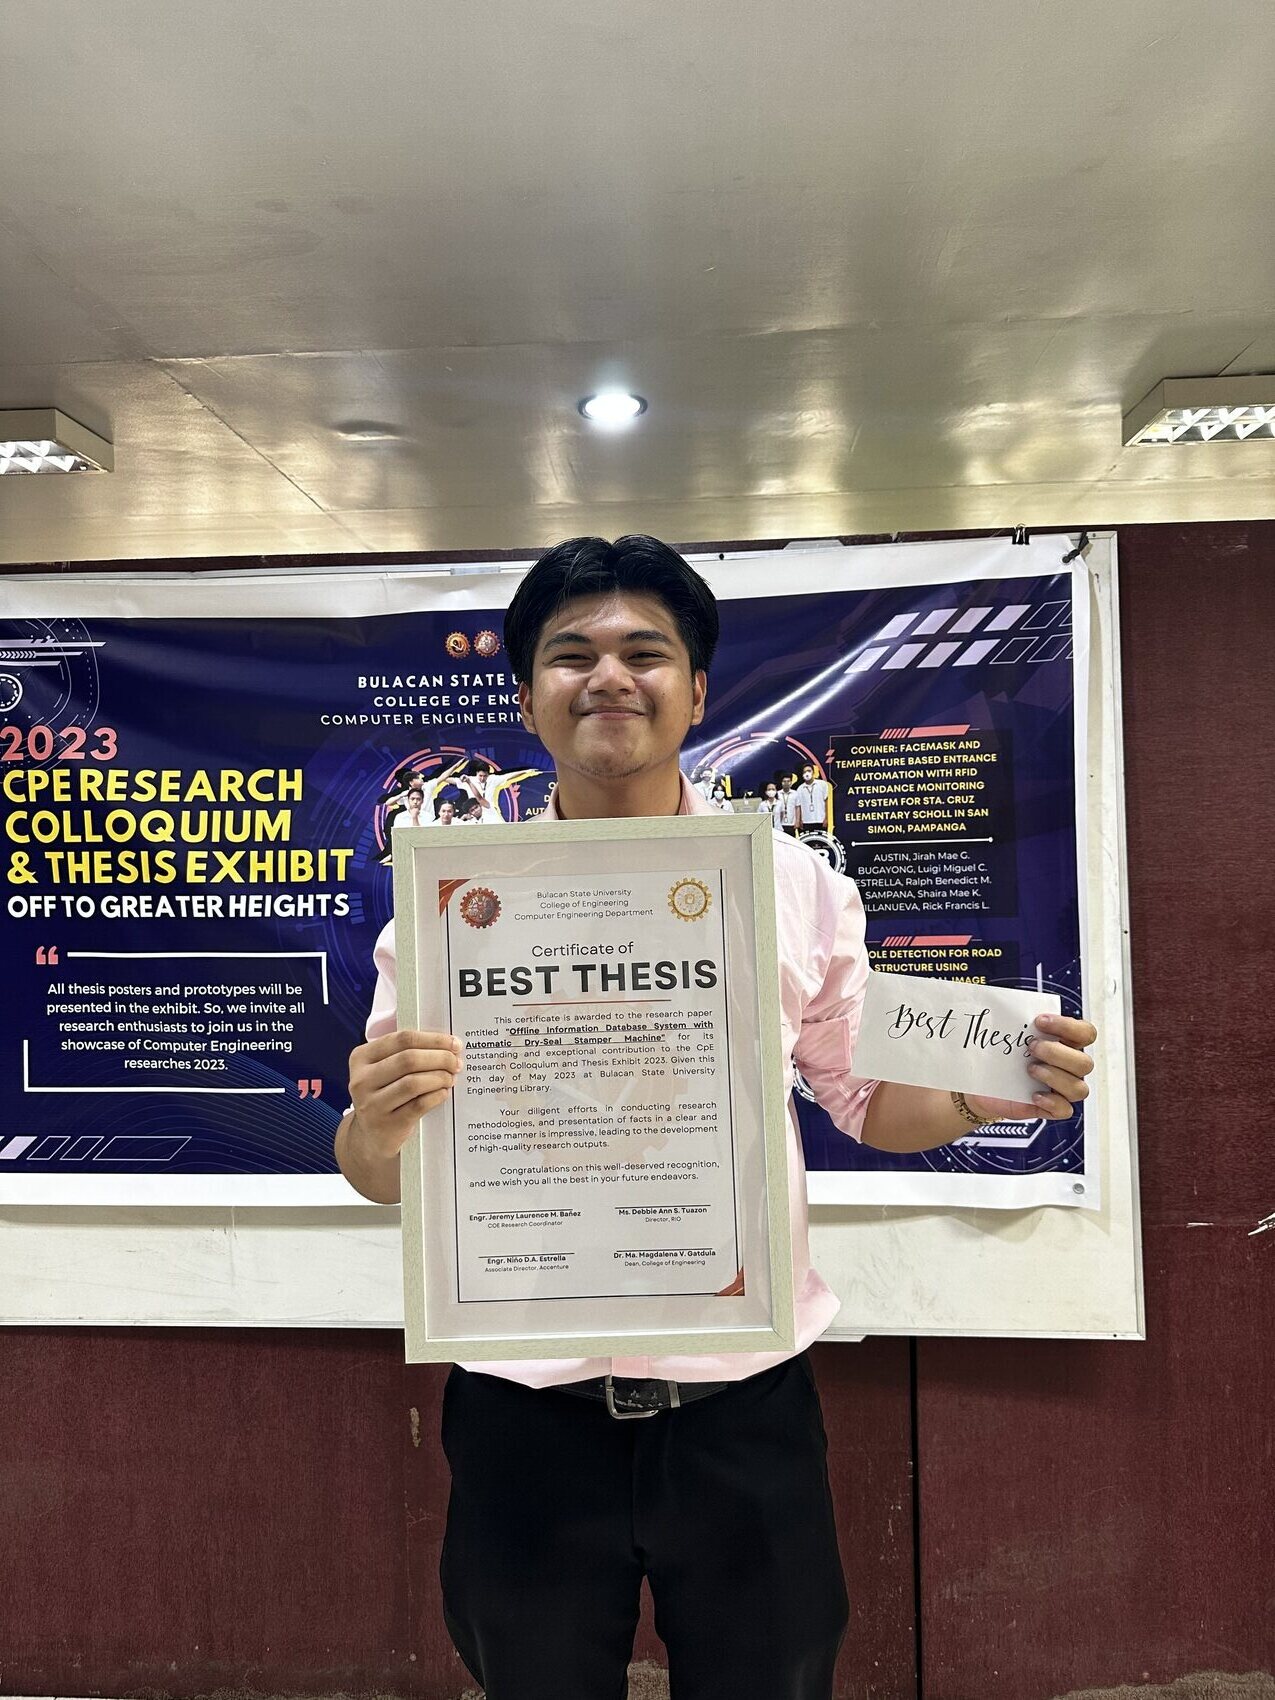 BULACAN STATE
COLLEGE OF
COMPUTER
2023
CPE RESEARCH
COLLOQUIUM
& THESIS EXHIBIT
OFF TO GREATER HEIGHTS
All thesis posters and prototypes will be
presented in the exhibit. So, we invite all
research enthusiasts to join us in the
showcase of Computer Engineering
researches 2023.
COVINER: FACEMASK AND
TEMPERATURE BASED ENTRANCE
AUTOMATION WITH RFID
ATTENDANCE MONITORING
SYSTEM FOR STA. CRUZ
ELEMENTARY SCHOLL IN SAN
SIMON, PAMPANGA
AUSTIN, Jirah Mae G.
BUGAYONG, Luigi Miguel C.
ESTRELLA, Ralph Benedict M.
SAMPANA, Shaira Mae K.
Rick Francis L.
DETECTION FOR ROAD
STRUCTURE USING
IMAGE
Best Thesis
Bulacan State University
College of Engineering
Computer Engineering Department
Certificate of
BEST THESIS
This certificate is awarded to the research paper
entitled "Offline Information Database System with
Automatic Dry-Seal Stamper Machine" for its
outstanding and exceptional contribution to the CpE
Research Colloquium and Thesis Exhibit 2023. Given this
9th day of May 2023 at Bulacan State University
Engineering Library.
Your diligent efforts in conducting research
methodologies, and presentation of facts in a clear and
concise manner is impressive, leading to the development
of high-quality research outputs.
Congratulations on this well-deserved recognition,
and we wish you all the best in your future endeavors.
Engr. Jeremy Laurence M. Bañez
COE Research Coordinator
Ms. Debbie Ann S. Tuazon
Director, RIO
Engr. Niño D.A. Estrella
Associate Director, Accenture
Dr. Ma. Magdalena V. Gatdula
Dean, College of Engineering